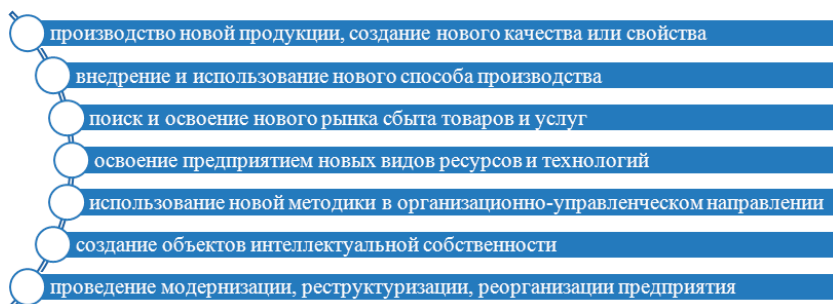 производство новой продукции, создание нового качества или свойства
внедрение и использование нового способа производства
поиск и освоение нового рынка сбыта товаров и услуг
освоение предприятием новых видов ресурсов и технологий
использование новой методики в организационно-управленческом направлении
создание объектов интеллектуальной собственности
проведение модернизации, реструктуризации, реорганизации предприятия